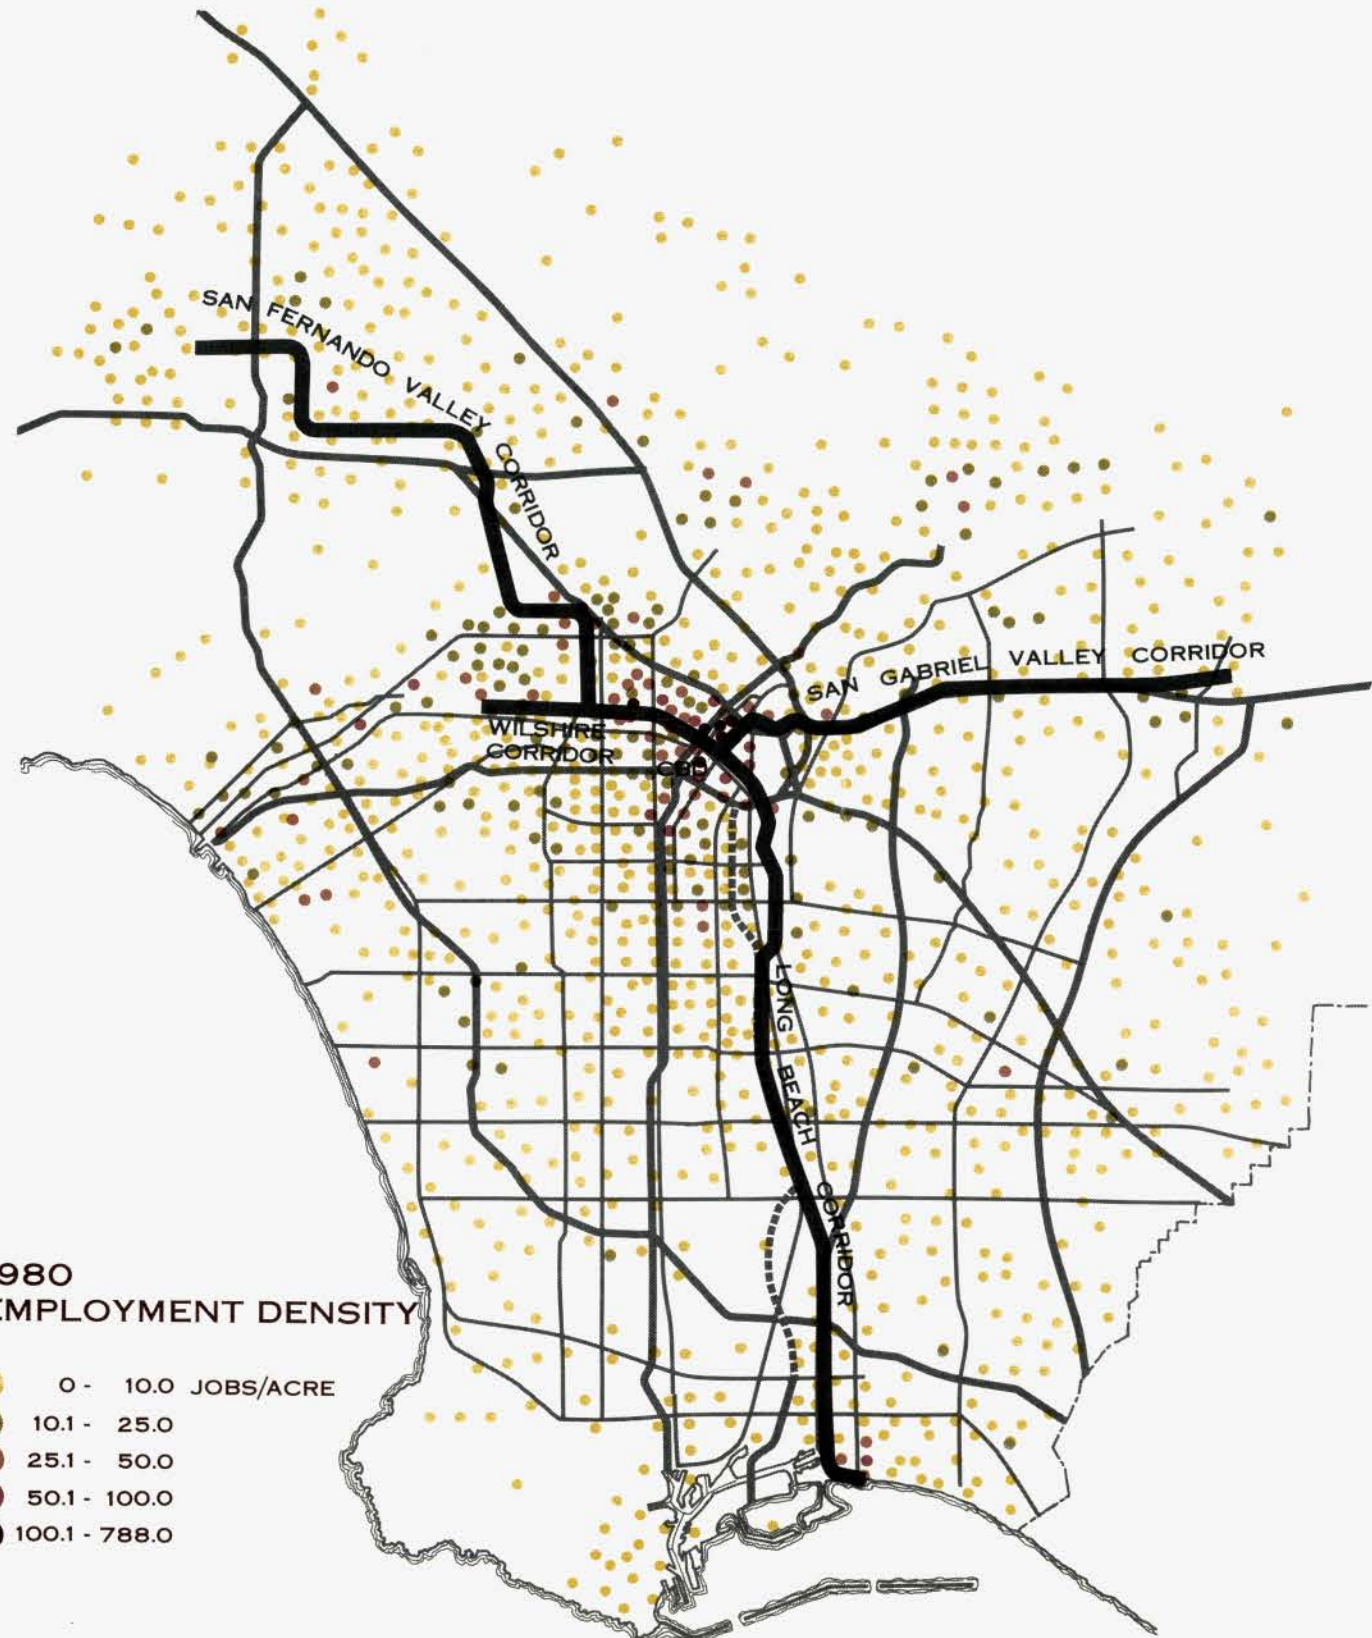 SAN FERNANDO VALLEY CORRIDOR
SAN GABRIEL VALLEY CORRIDOR
WILSHIRE
CORRIDOR
CBD
LONG BEACH CORRIDOR
980
EMPLOYMENT DENSITY
0 - 10.0 JOBS/ACRE
10.1 - 25.0
25.1 - 50.0
50.1 - 100.0
100.1 - 788.0